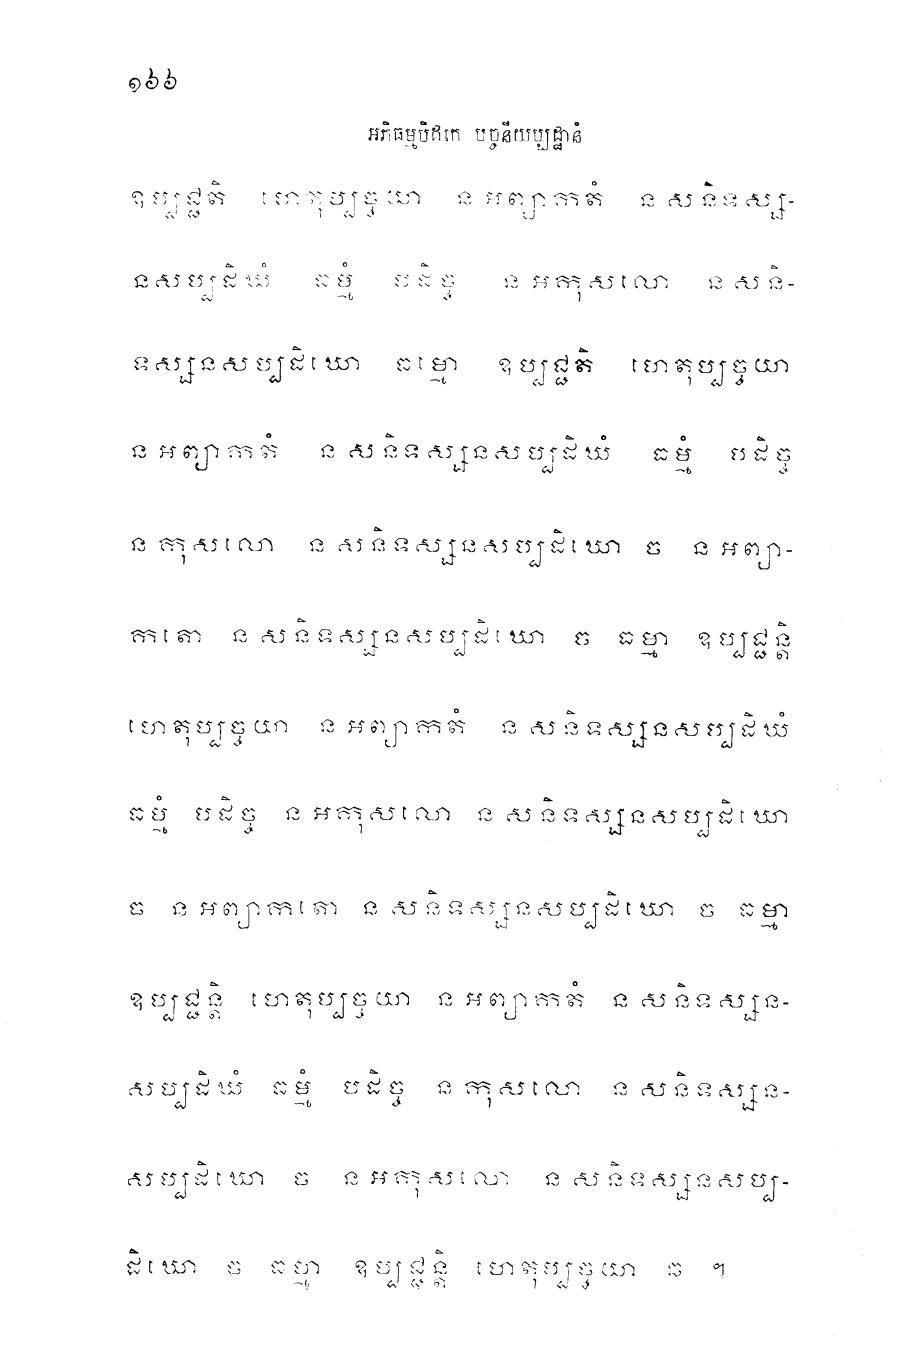 ១៦៦
អភិធម្មបិដកេ បច្ចនីយប្បដ្ឋានំ
ឧប្បជ្ជតិ ហេតុប្បច្ចយា ន អព្យាកតំ ន សនិទស្ស-
នសប្បដិឃំ ធម្មំ បដិច្ច ន អកុសលោ ន សនិ-
ទស្សនសប្បដិឃោ ធម្មោ ឧប្បជ្ជតិ ហេតុប្បច្ចយា
ន អព្យាកតំ ន សនិទស្សនសប្បដិឃំ ធម្មំ បដិច្ច
ន កុសលោ ន សនិទស្សនសប្បដិឃោ ច ន អព្យា-
កតោ ន សនិទស្សនសប្បដិឃោ ច ធម្មា ឧប្បជ្ជន្តិ
ហេតុប្បច្ចយា ន អព្យាកតំ ន សនិទស្សនសប្បដិឃំ
ធម្មំ បដិច្ច ន អកុសលោ ន សនិទស្សនសប្បដិឃោ
ច ន អព្យាកតោ ន សនិទស្សនសប្បដិឃោ ច ធម្មា
ឧប្បជ្ជន្តិ ហេតុប្បច្ចយា ន អព្យាកតំ ន សនិទស្សន-
សប្បដិឃំ ធម្មំ បដិច្ច ន កុសលោ ន សនិទស្សន-
សប្បដិឃោ ច ន អកុសលោ ន សនិទស្សនសប្ប-
ដិឃោ ច ធម្មា ឧប្បជ្ជន្តិ ហេតុប្បច្ចយា ៥ ។